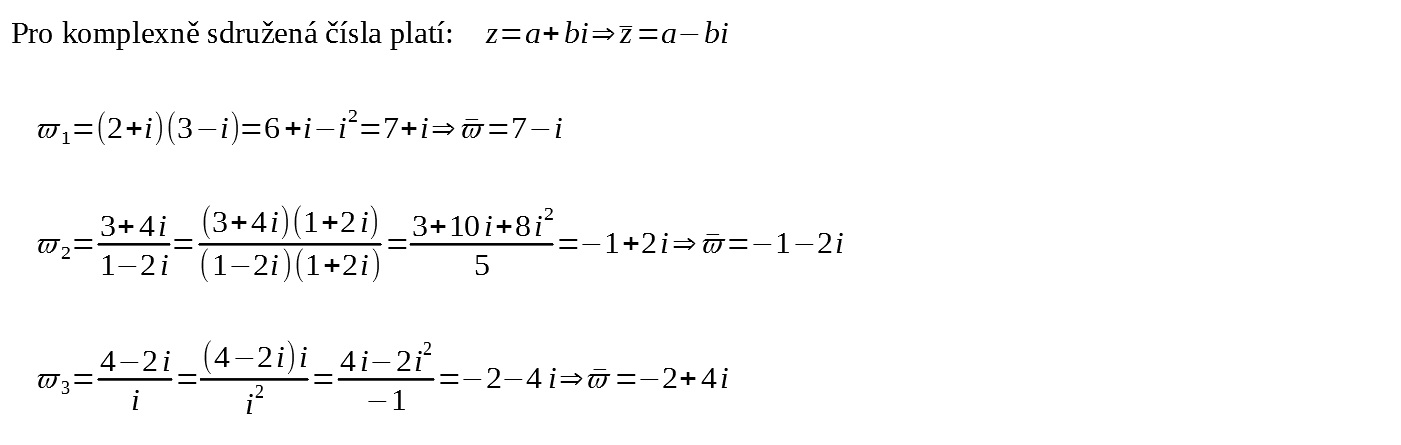 Pro komplexně sdružená čísla platí: z=a+bi⇒z̄=a−bi
ϖ₁=(2+i)(3−i)=6+i−i²=7+i⇒ϖ̄=7−i
ϖ₂=(3+4i)/(1−2i)=((3+4i)(1+2i))/((1−2i)(1+2i))=(3+10i+8i²)/5=−1+2i⇒ϖ̄=−1−2i
ϖ₃=(4−2i)/i=((4−2i)i)/i²=(4i−2i²)/−1=−2−4i⇒ϖ̄=−2+4i